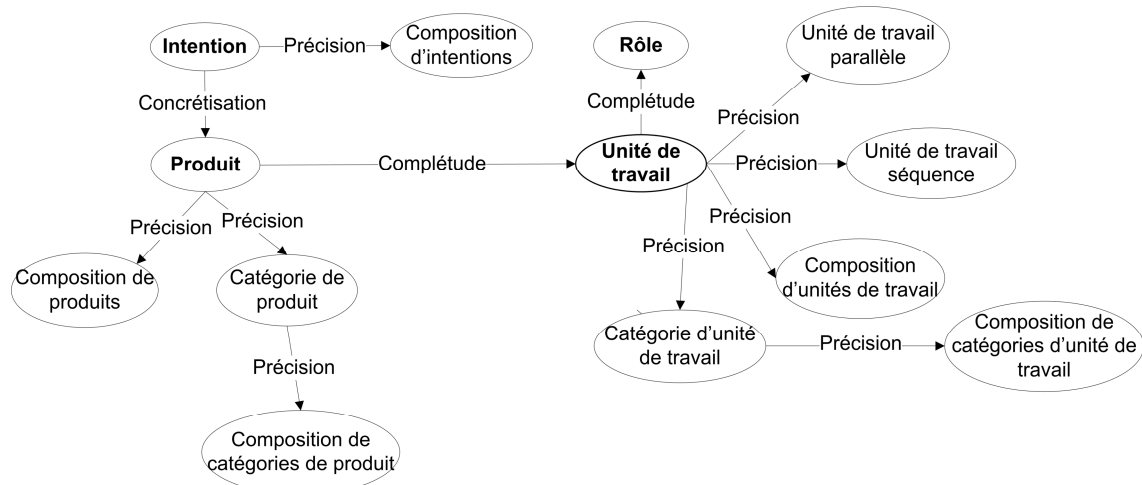 Intention
Précision
Composition
d'intentions
Rôle
Unité de travail
parallèle
Concrétisation
Complétude
Précision
Produit
Complétude
Unité de
travail
Précision
Unité de travail
séquence
Précision
Précision
Précision
Précision
Composition de
produits
Catégorie de
produit
Composition
d'unités de travail
Catégorie d'unité
de travail
Précision
Composition de
catégories d'unité de
travail
Précision
Composition de
catégories de produit